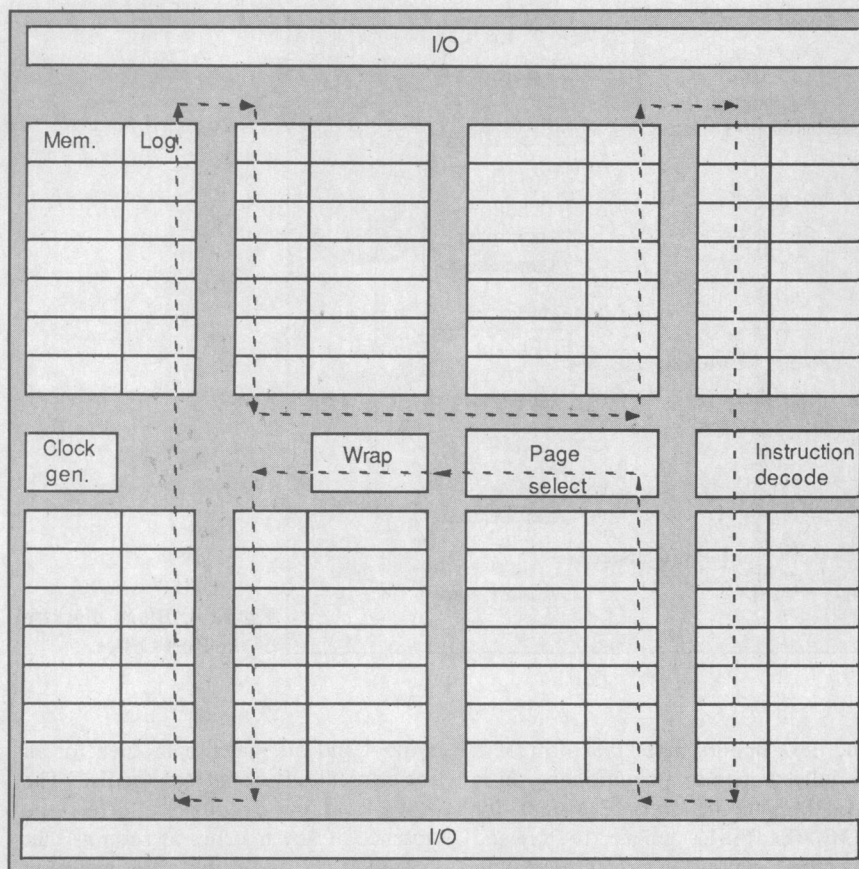 I/O
Mem. Log.
Clock
gen.
Wrap
Page
select
Instruction
decode
I/O